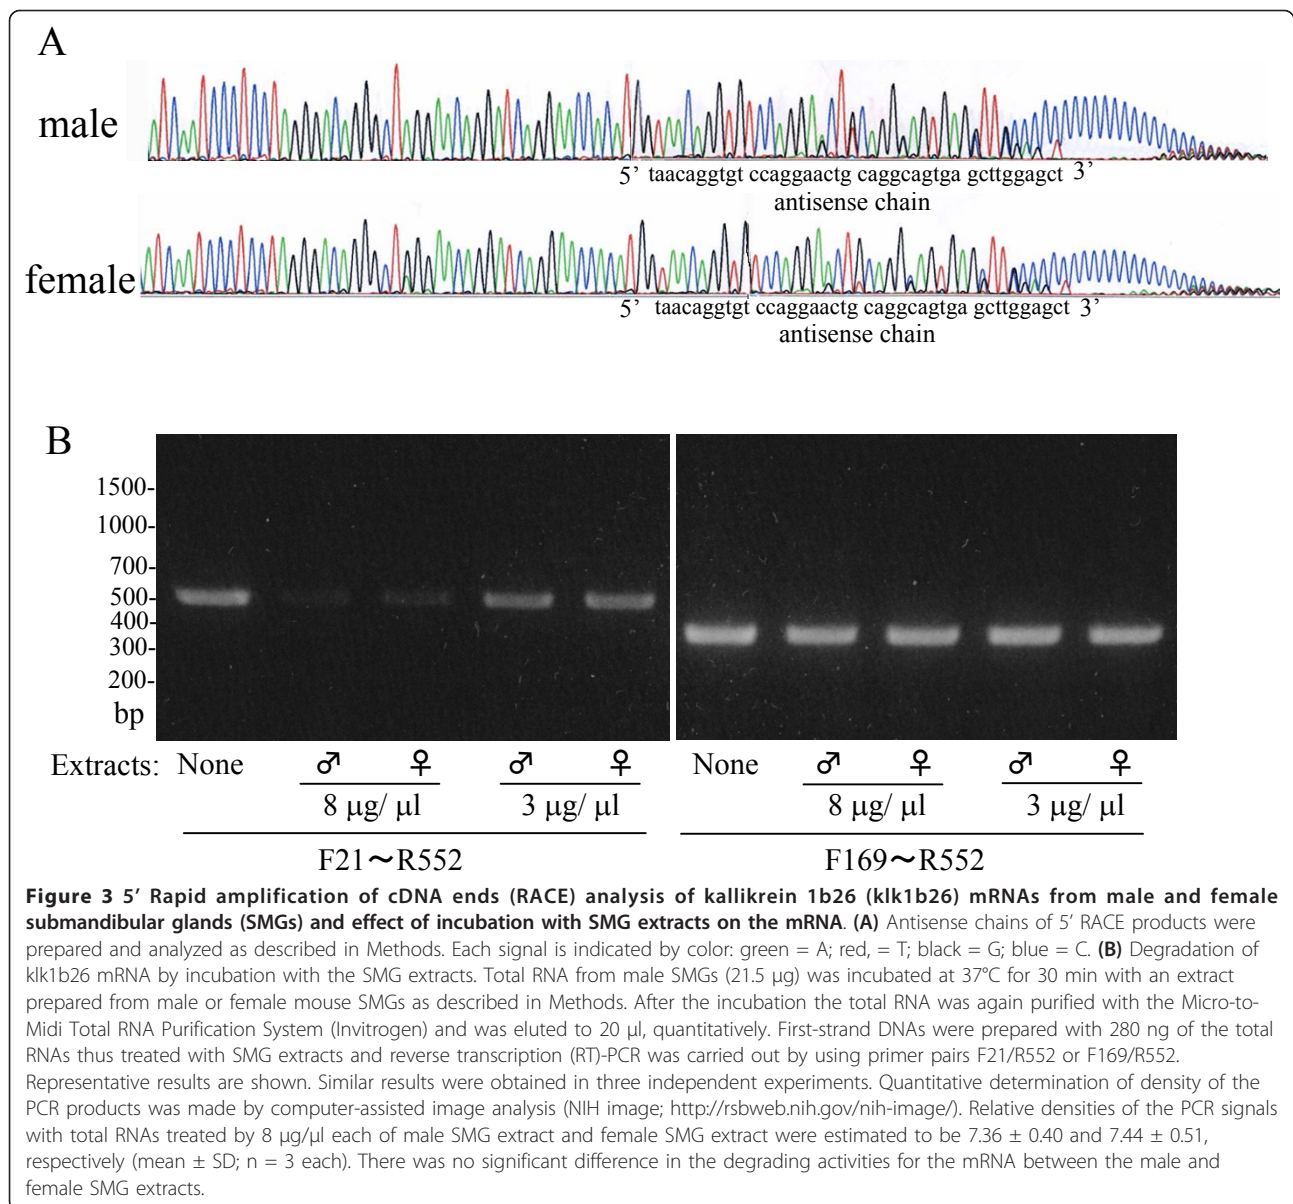 A
male
5’ taacaggtgt ccaggaactg caggcagtga gcttggagct 3’
antisense chain
female
5’ taacaggtgt ccaggaactg caggcagtga gcttggagct 3’
antisense chain
B
1500-
1000-
700-
500-
400-
300-
200-
bp
Extracts: None ♂ ♀ ♂ ♀ None ♂ ♀ ♂ ♀
8 µg/ µl 3 µg/ µl 8 µg/ µl 3 µg/ µl
F21～R552 F169～R552
Figure 3 5’ Rapid amplification of cDNA ends (RACE) analysis of kallikrein 1b26 (klk1b26) mRNAs from male and female
submandibular glands (SMGs) and effect of incubation with SMG extracts on the mRNA. (A) Antisense chains of 5’ RACE products were
prepared and analyzed as described in Methods. Each signal is indicated by color: green = A; red, = T; black = G; blue = C. (B) Degradation of
klk1b26 mRNA by incubation with the SMG extracts. Total RNA from male SMGs (21.5 µg) was incubated at 37°C for 30 min with an extract
prepared from male or female mouse SMGs as described in Methods. After the incubation the total RNA was again purified with the Micro-to-
Midi Total RNA Purification System (Invitrogen) and was eluted to 20 µl, quantitatively. First-strand DNAs were prepared with 280 ng of the total
RNAs thus treated with SMG extracts and reverse transcription (RT)-PCR was carried out by using primer pairs F21/R552 or F169/R552.
Representative results are shown. Similar results were obtained in three independent experiments. Quantitative determination of density of the
PCR products was made by computer-assisted image analysis (NIH image; http://rsbweb.nih.gov/nih-image/). Relative densities of the PCR signals
with total RNAs treated by 8 µg/µl each of male SMG extract and female SMG extract were estimated to be 7.36 ± 0.40 and 7.44 ± 0.51,
respectively (mean ± SD; n = 3 each). There was no significant difference in the degrading activities for the mRNA between the male and
female SMG extracts.